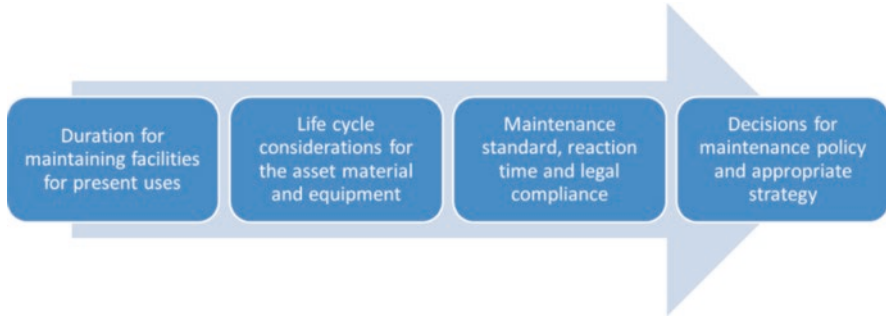 Duration for
maintaining facilities
for present uses
Life cycle
considerations for
the asset material
and equipment
Maintenance
standard, reaction
time and legal
compliance
Decisions for
maintenance policy
and appropriate
strategy